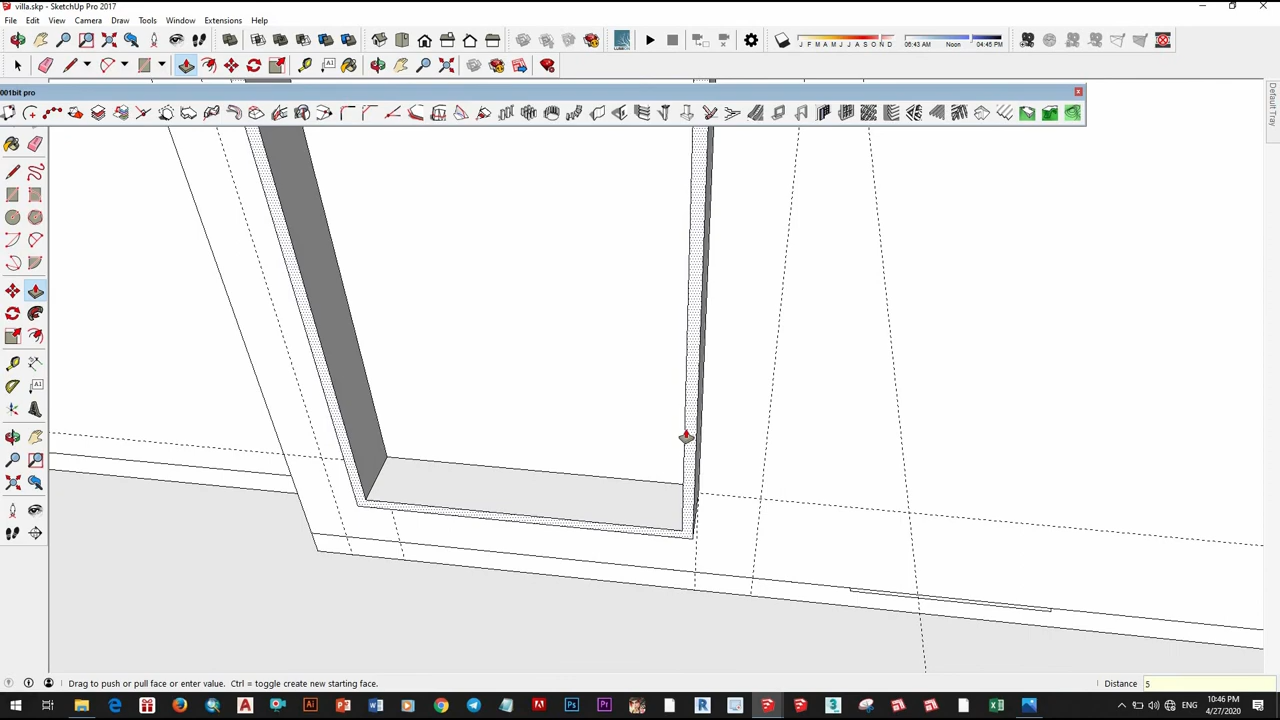 villa.skp - SketchUp Pro 2017
File Edit View Camera Draw Tools Window Extensions Help
J F M A M J J A S O N D 06:43 AM Noon 04:45 PM
001bit pro
Default Tray
Drag to push or pull face or enter value. Ctrl = toggle create new starting face. Distance 5
ENG 10:46 PM
4/27/2020